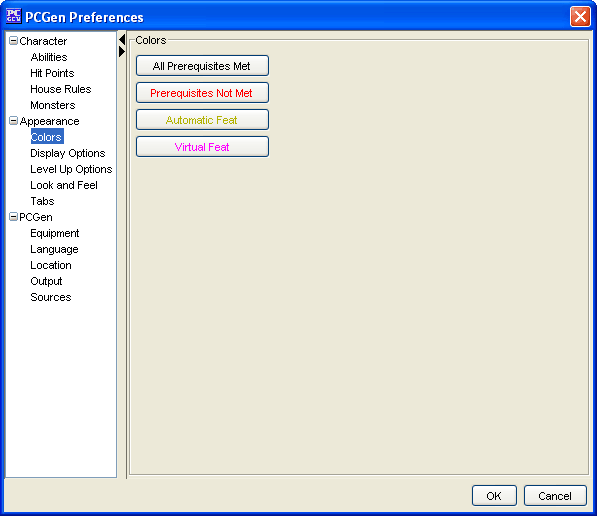 PCGen Preferences
Character
Abilities
Hit Points
House Rules
Monsters
Appearance
Colors
Display Options
Level Up Options
Look and Feel
Tabs
PCGen
Equipment
Language
Location
Output
Sources
Colors
All Prerequisites Met
Prerequisites Not Met
Automatic Feat
Virtual Feat
OK
Cancel